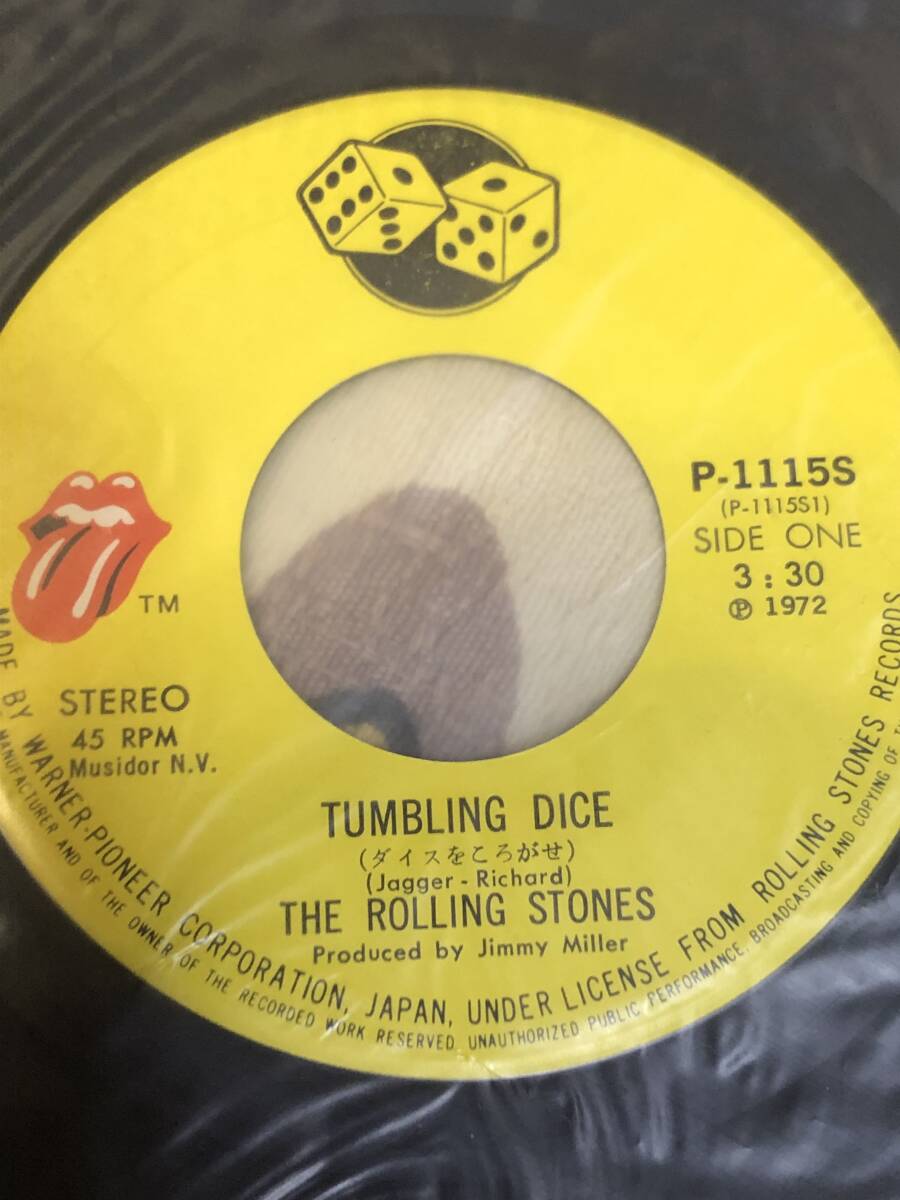 P-1115S
(P-1115S1)
SIDE ONE
3:30
Ⓟ 1972
TM
STEREO
45 RPM
Musidor N.V.
TUMBLING DICE
(ダイスをころがせ)
(Jagger - Richard)
THE ROLLING STONES
Produced by Jimmy Miller
MADE BY WARNER-PIONEER CORPORATION, JAPAN, UNDER LICENSE FROM ROLLING STONES RECORDS
MANUFACTURER AND OF THE OWNER OF THE RECORDED WORK RESERVED. UNAUTHORIZED PUBLIC PERFORMANCE, BROADCASTING AND COPYING OF